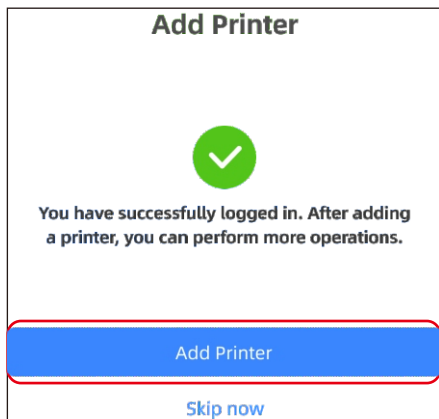 Add Printer
You have successfully logged in. After adding
a printer, you can perform more operations.
Add Printer
Skip now